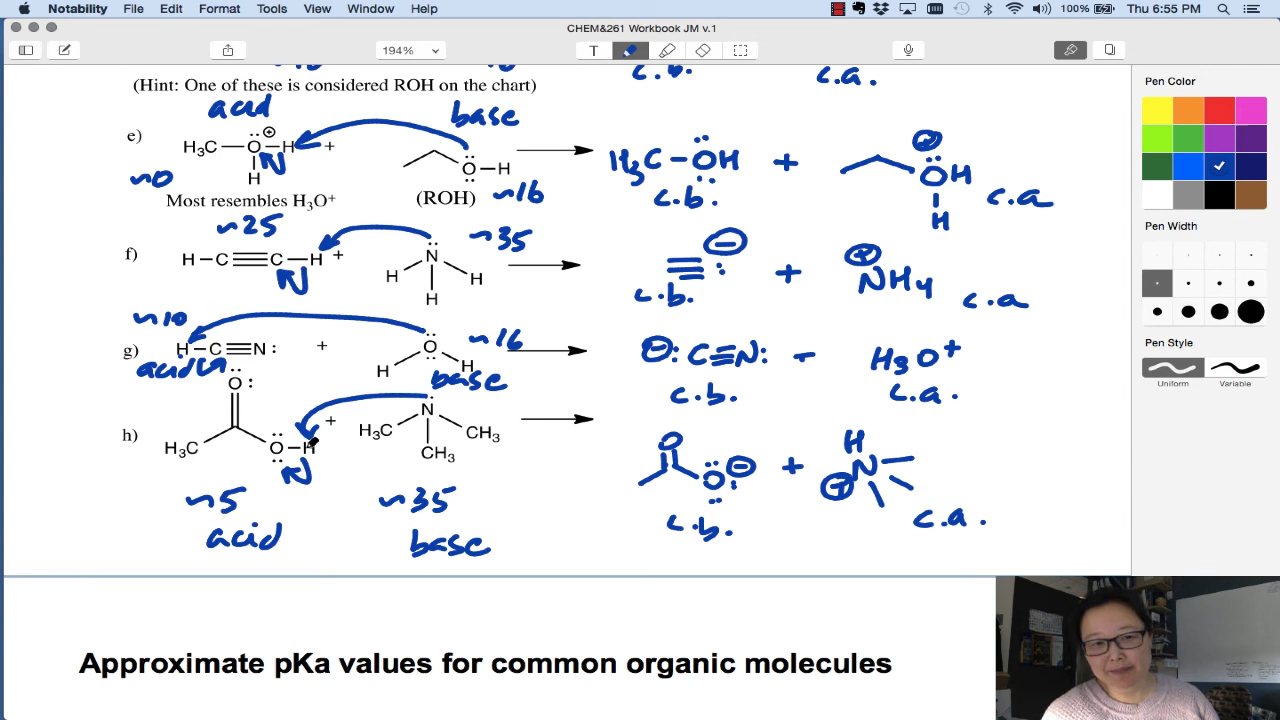 Notability File Edit Format Tools View Window Help 100% Thu 6:55 PM
CHEM&261 Workbook JM v.1
194% T
c.b. c.a.
(Hint: One of these is considered ROH on the chart)
acid base
e) H₃C—O—H + O—H H₃C—OH + OH
⊕ H ⊕ H
~0 ~16 c.b. c.a
Most resembles H₃O⁺ (ROH)
~25 ~35
f) H—C≡C—H + N H H H ≡ ⊖ + ⊕ NH4
c.b. c.a
~10 ~16
g) H—C≡N: + O H H ⊖:C≡N: + H3O+
acid base c.b. c.a.
O
h) H₃C O—H + N H₃C CH₃ CH₃ O O ⊖ + H N ⊕
~5 ~35 c.b. c.a.
acid base
Approximate pKa values for common organic molecules
Pen Color
Pen Width
Pen Style
Uniform Variable